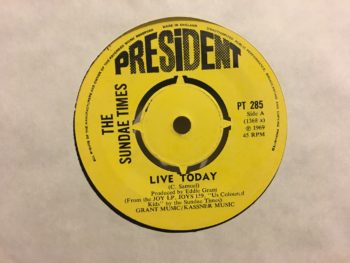 MADE IN ENGLAND
PRESIDENT
THE
SUNDAE TIMES
PT 285
Side A
(1368 x)
℗ 1969
45 RPM
LIVE TODAY
(C. Samuel)
Produced by Eddie Grant
(From the JOY LP, JOYS 159, "Us Coloured
Kids" by the Sundae Times)
GRANT MUSIC/KASSNER MUSIC